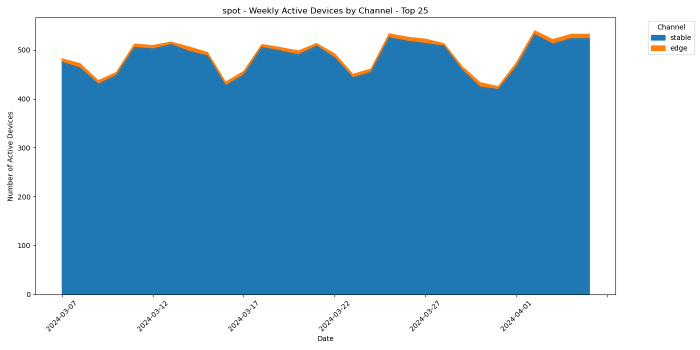 spot - Weekly Active Devices by Channel - Top 25
Number of Active Devices
500
400
300
200
100
0
2024-03-07
2024-03-12
2024-03-17
2024-03-22
2024-03-27
2024-04-01
Date
Channel
stable
edge